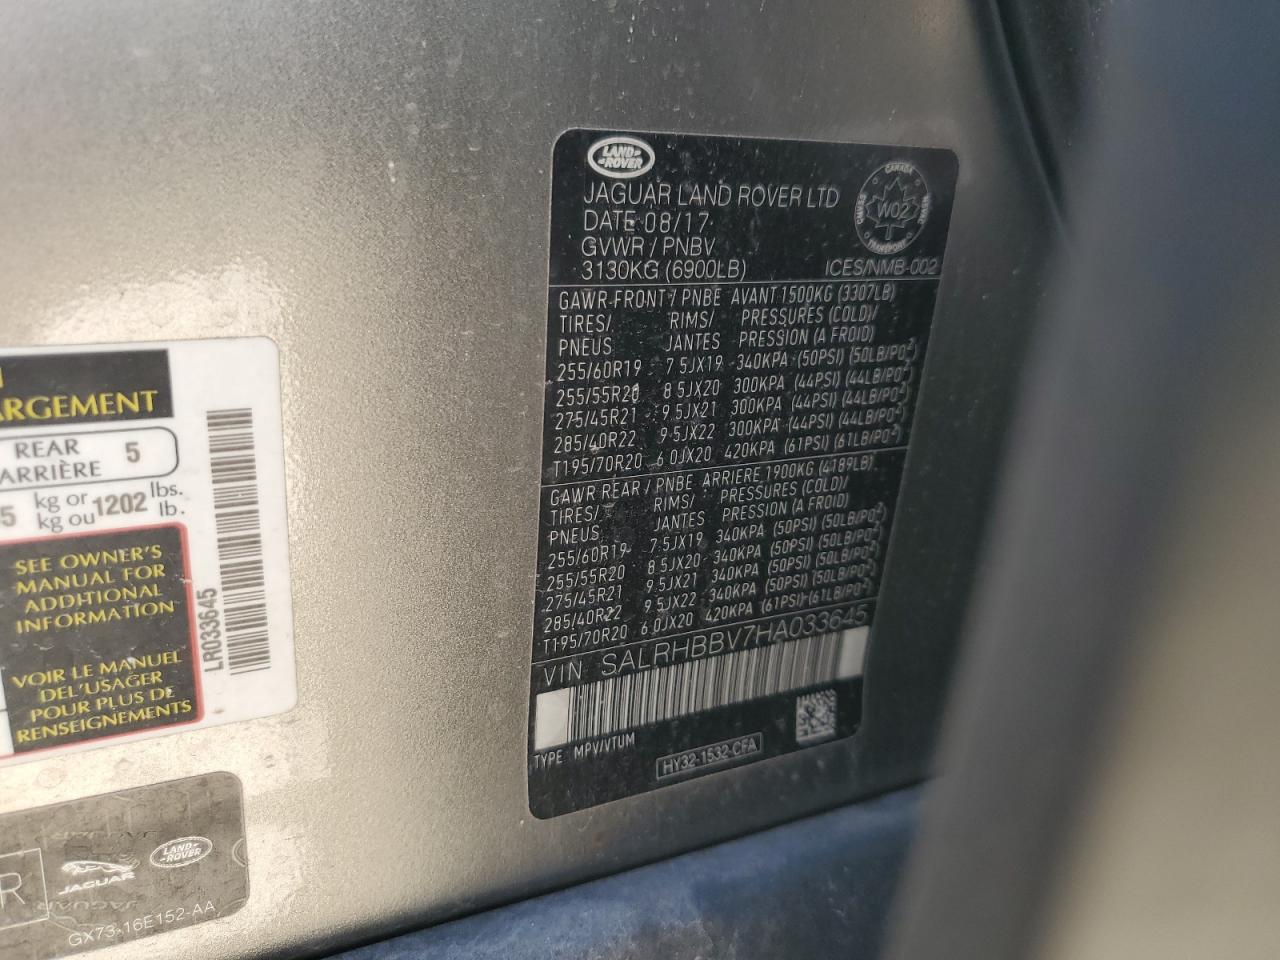 LAND-
-ROVER
JAGUAR LAND ROVER LTD
DATE 08/17
GVWR / PNBV
3130KG (6900LB)
CANADA
W02
TRANSPORT
ICES/NMB-002
GAWR-FRONT / PNBE AVANT 1500KG (3307LB)
TIRES/ RIMS/ PRESSURES (COLD)/
PNEUS JANTES PRESSION (A FROID)
255/60R19 7 5JX19 340KPA (50PSI) (50LB/PO²)
255/55R20 8 5JX20 300KPA (44PSI) (44LB/PO²)
275/45R21 9.5JX21 300KPA (44PSI) (44LB/PO²)
285/40R22 9 5JX22 300KPA (44PSI) (44LB/PO²)
T195/70R20 6 0JX20 420KPA (61PSI) (61LB/PO²)
GAWR REAR / PNBE ARRIERE 1900KG (4189LB)
TIRES/ RIMS/ PRESSURES (COLD)/
PNEUS JANTES PRESSION (A FROID)
255/60R19 7.5JX19 340KPA (50PSI) (50LB/PO²)
255/55R20 8 5JX20 340KPA (50PSI) (50LB/PO²)
275/45R21 9.5JX21 340KPA (50PSI) (50LB/PO²)
285/40R22 9 5JX22 340KPA (50PSI) (50LB/PO²)
T195/70R20 6 0JX20 420KPA (61PSI) (61LB/PO²)
VIN SALRHBBV7HA033645
TYPE MPV/VTUM
HY32-1532-CFA
ARGEMENT
REAR 5
ARRIÈRE
5 kg or 1202 lbs.
kg ou lb.
SEE OWNER'S
MANUAL FOR
ADDITIONAL
INFORMATION
VOIR LE MANUEL
DEL'USAGER
POUR PLUS DE
RENSEIGNEMENTS
LR033645
R
JAGUAR
LAND-
-ROVER
GX73-16E152-AA